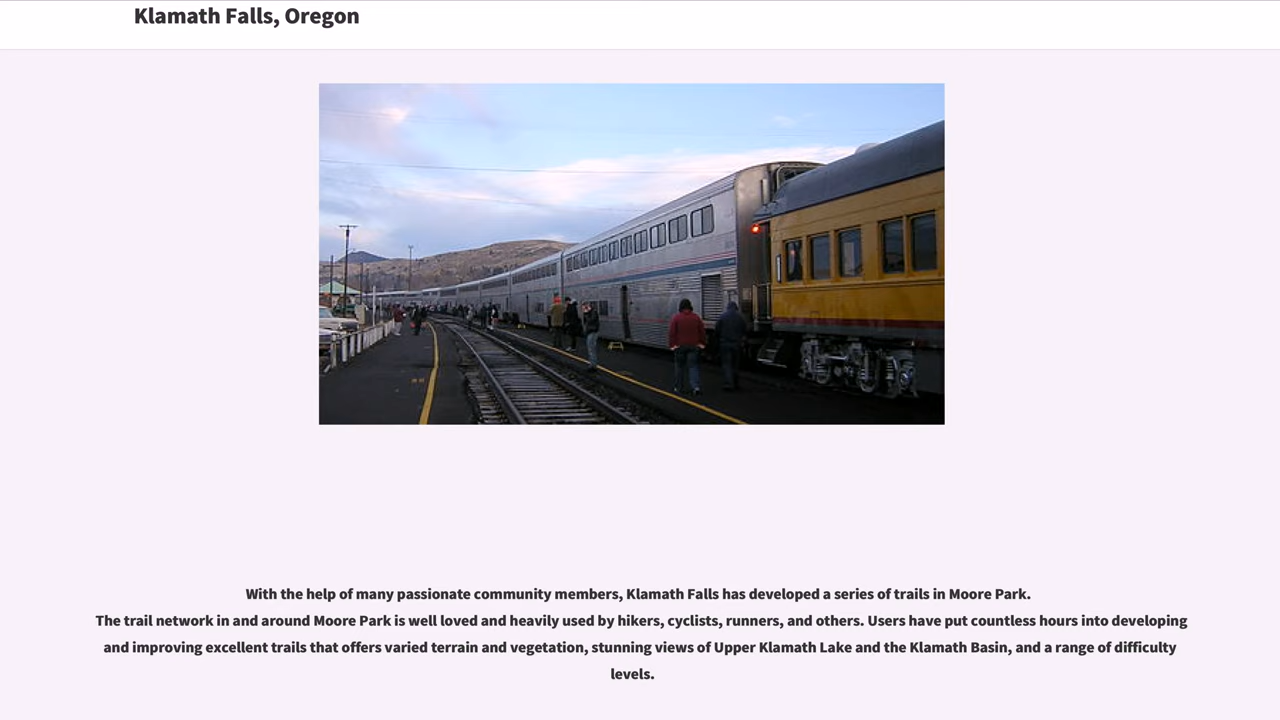 Klamath Falls, Oregon
With the help of many passionate community members, Klamath Falls has developed a series of trails in Moore Park.
The trail network in and around Moore Park is well loved and heavily used by hikers, cyclists, runners, and others. Users have put countless hours into developing
and improving excellent trails that offers varied terrain and vegetation, stunning views of Upper Klamath Lake and the Klamath Basin, and a range of difficulty
levels.